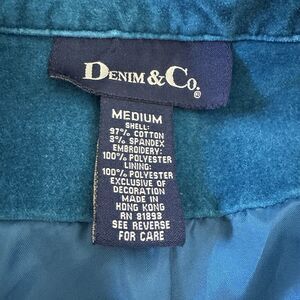 DENIM & CO.®
MEDIUM
SHELL:
97% COTTON
3% SPANDEX
EMBROIDERY:
100% POLYESTER
LINING:
100% POLYESTER
EXCLUSIVE OF
DECORATION
MADE IN
HONG KONG
RN 81893
SEE REVERSE
FOR CARE